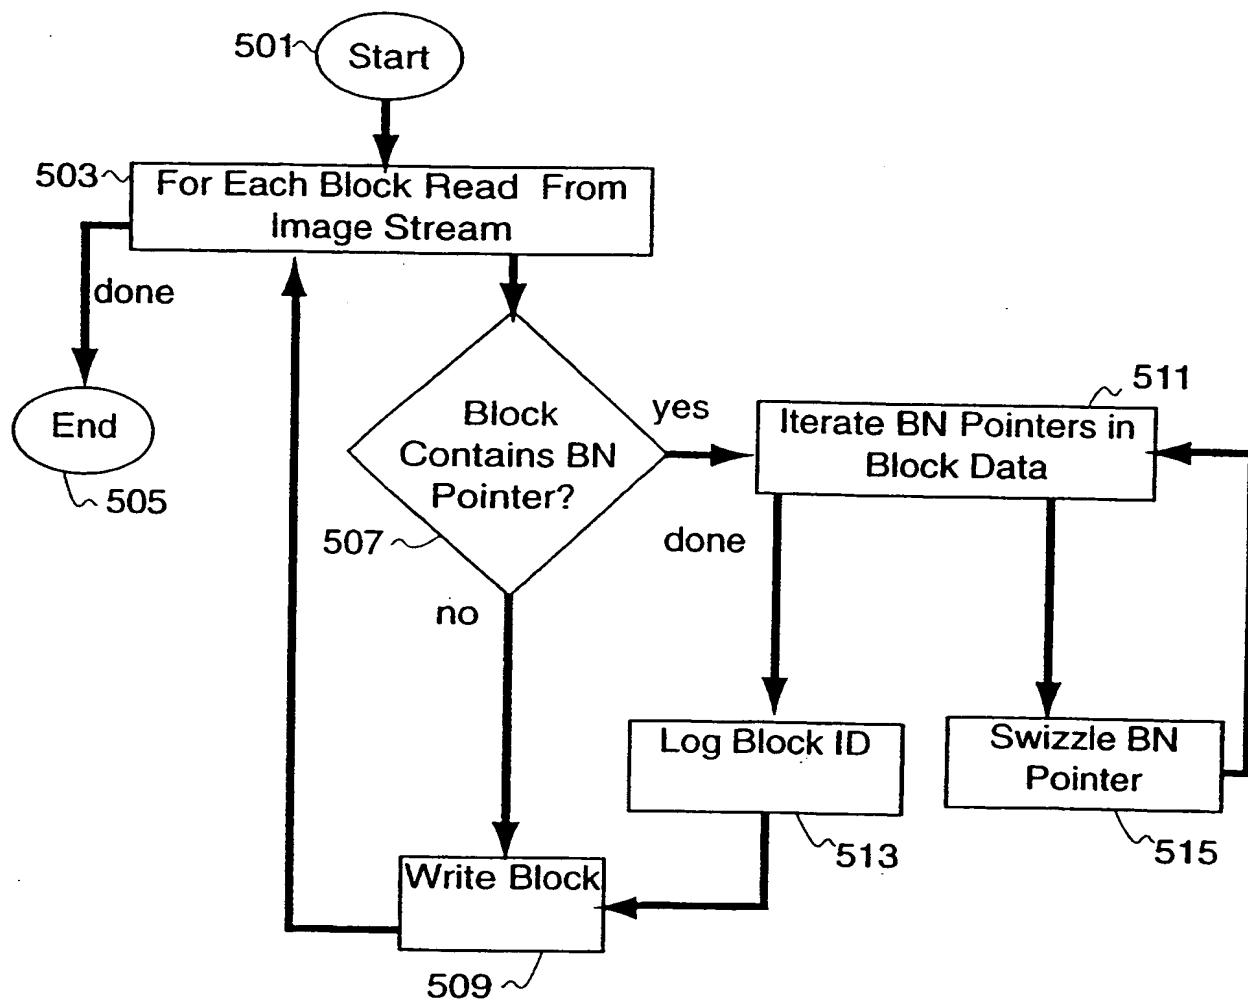 501
Start
503
For Each Block Read From
Image Stream
done
End
505
Block
Contains BN
Pointer?
507
yes
no
511
Iterate BN Pointers in
Block Data
done
Log Block ID
513
Swizzle BN
Pointer
515
Write Block
509